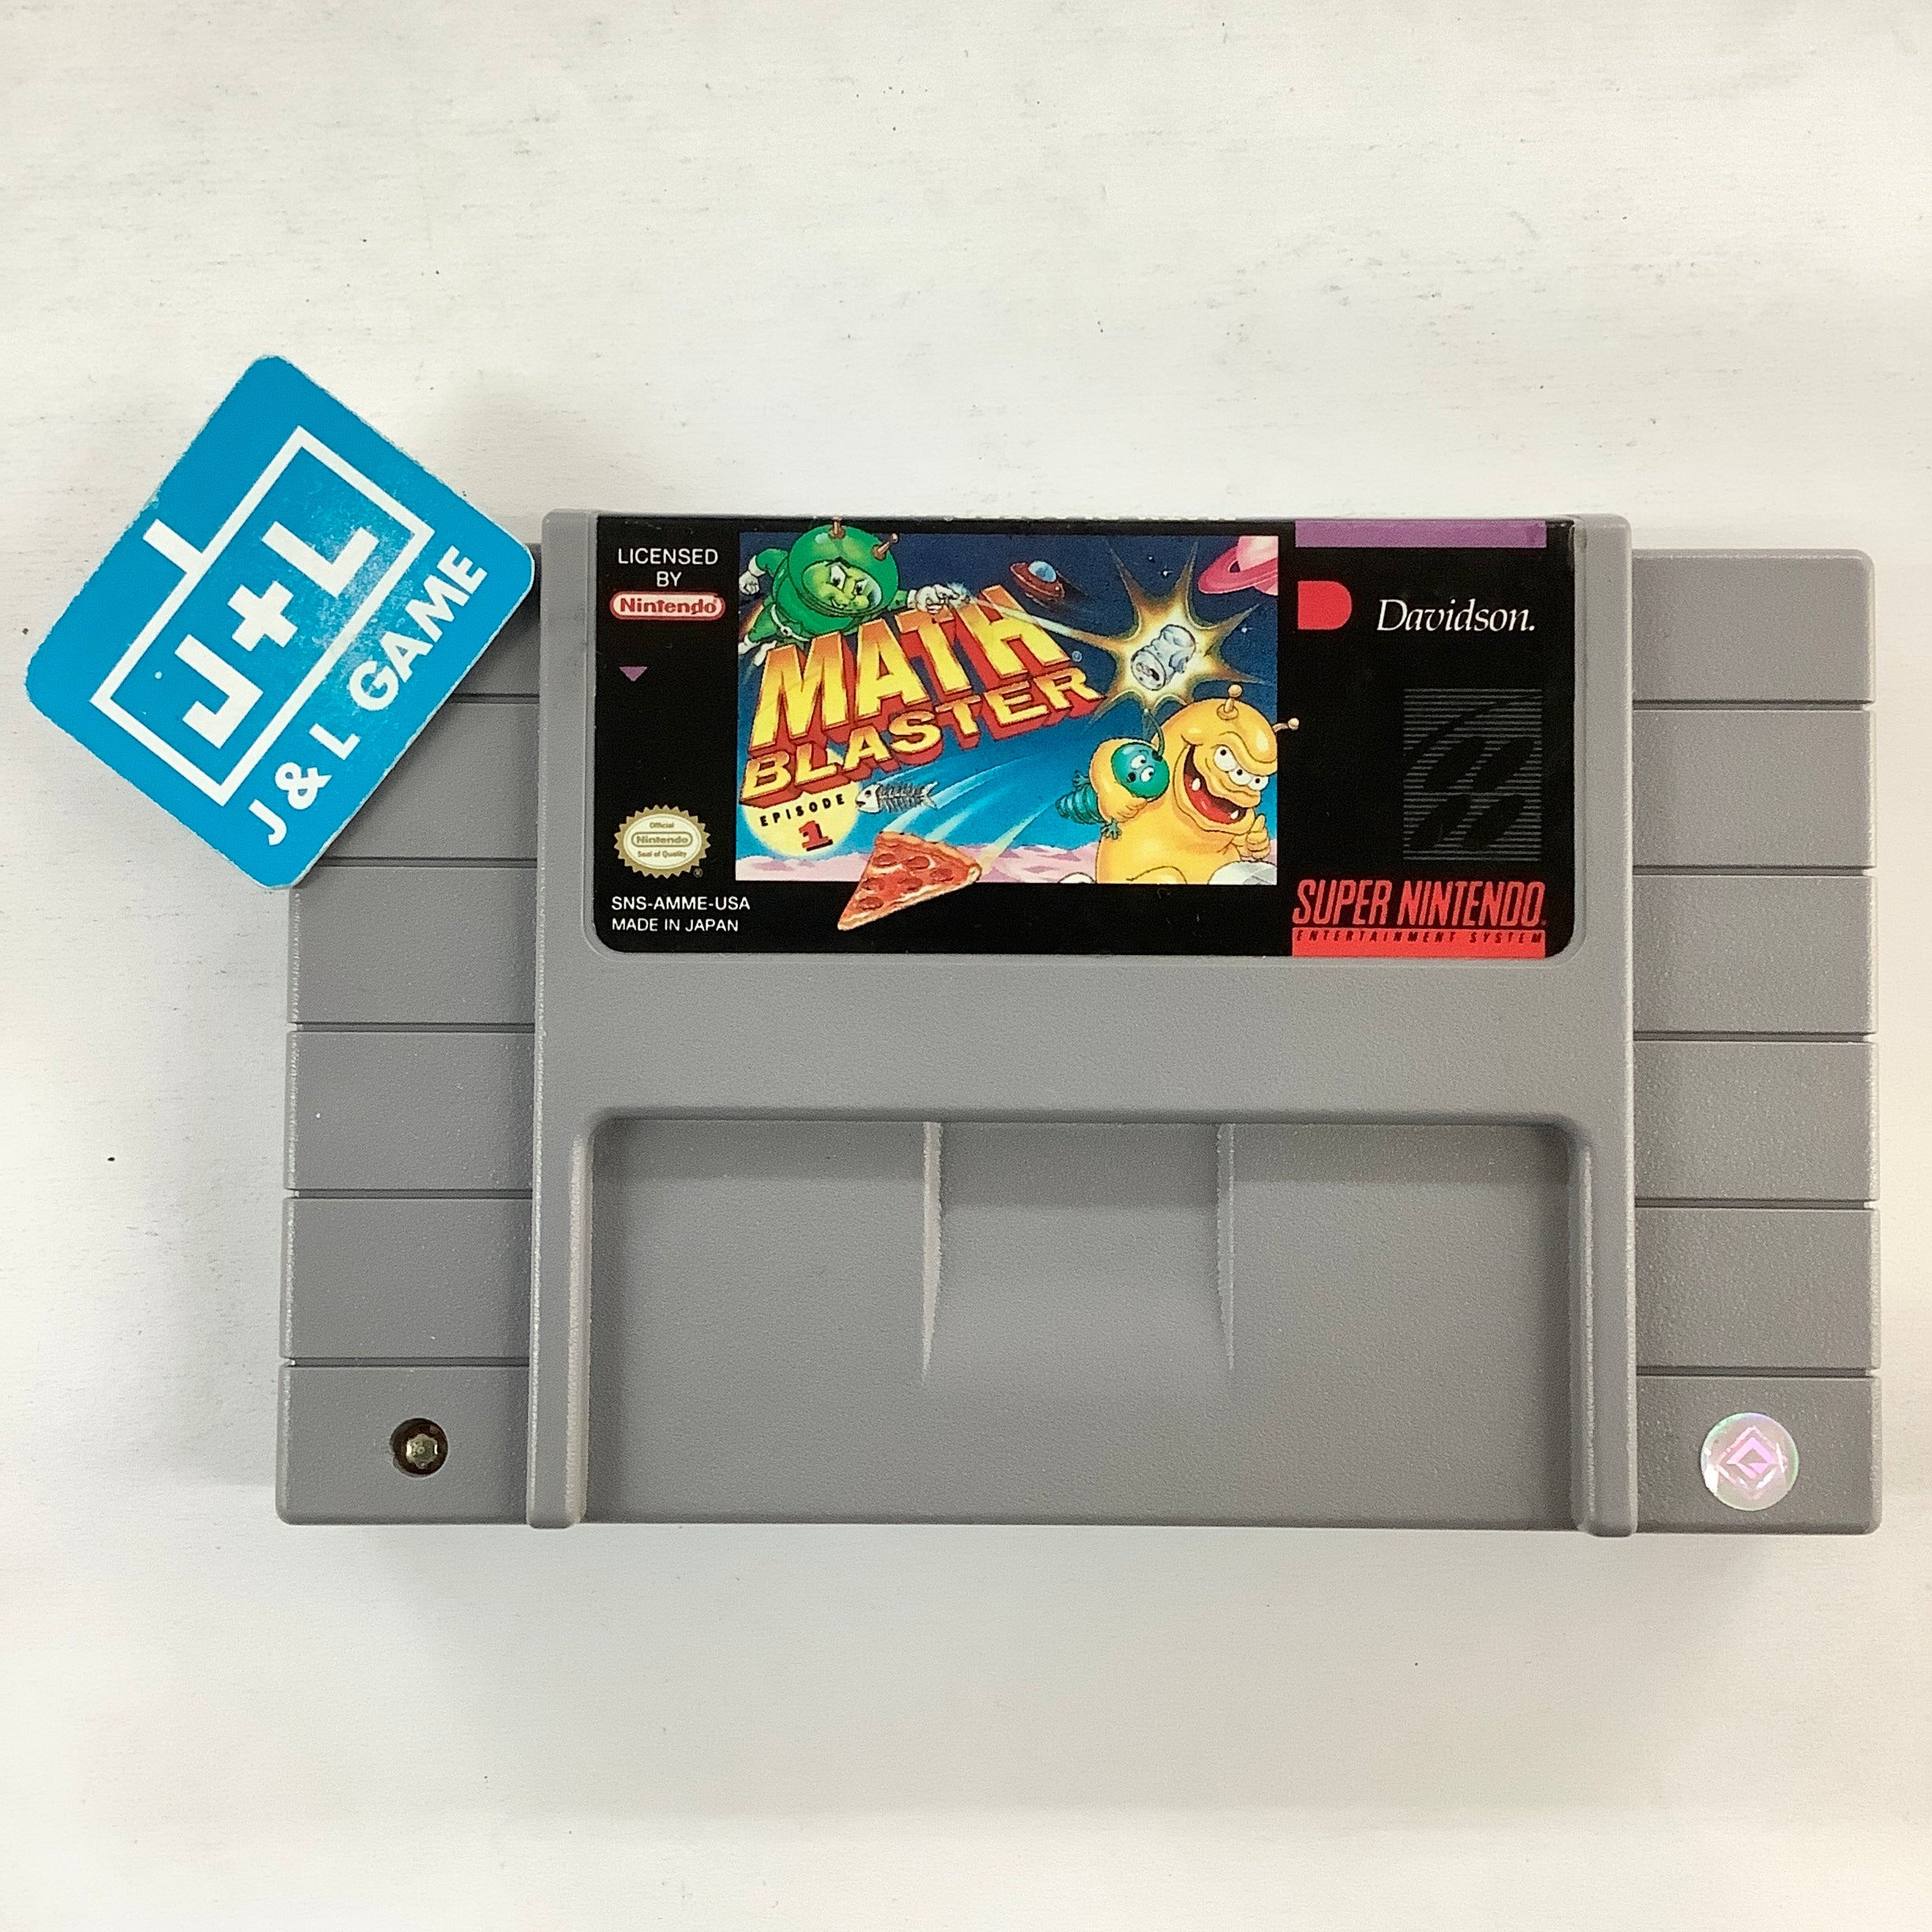 J+L
J & L GAME
LICENSED
BY
Nintendo
MATH
BLASTER
EPISODE
1
Official
Nintendo
Seal of Quality
SNS-AMME-USA
MADE IN JAPAN
Davidson.
SUPER NINTENDO
ENTERTAINMENT SYSTEM